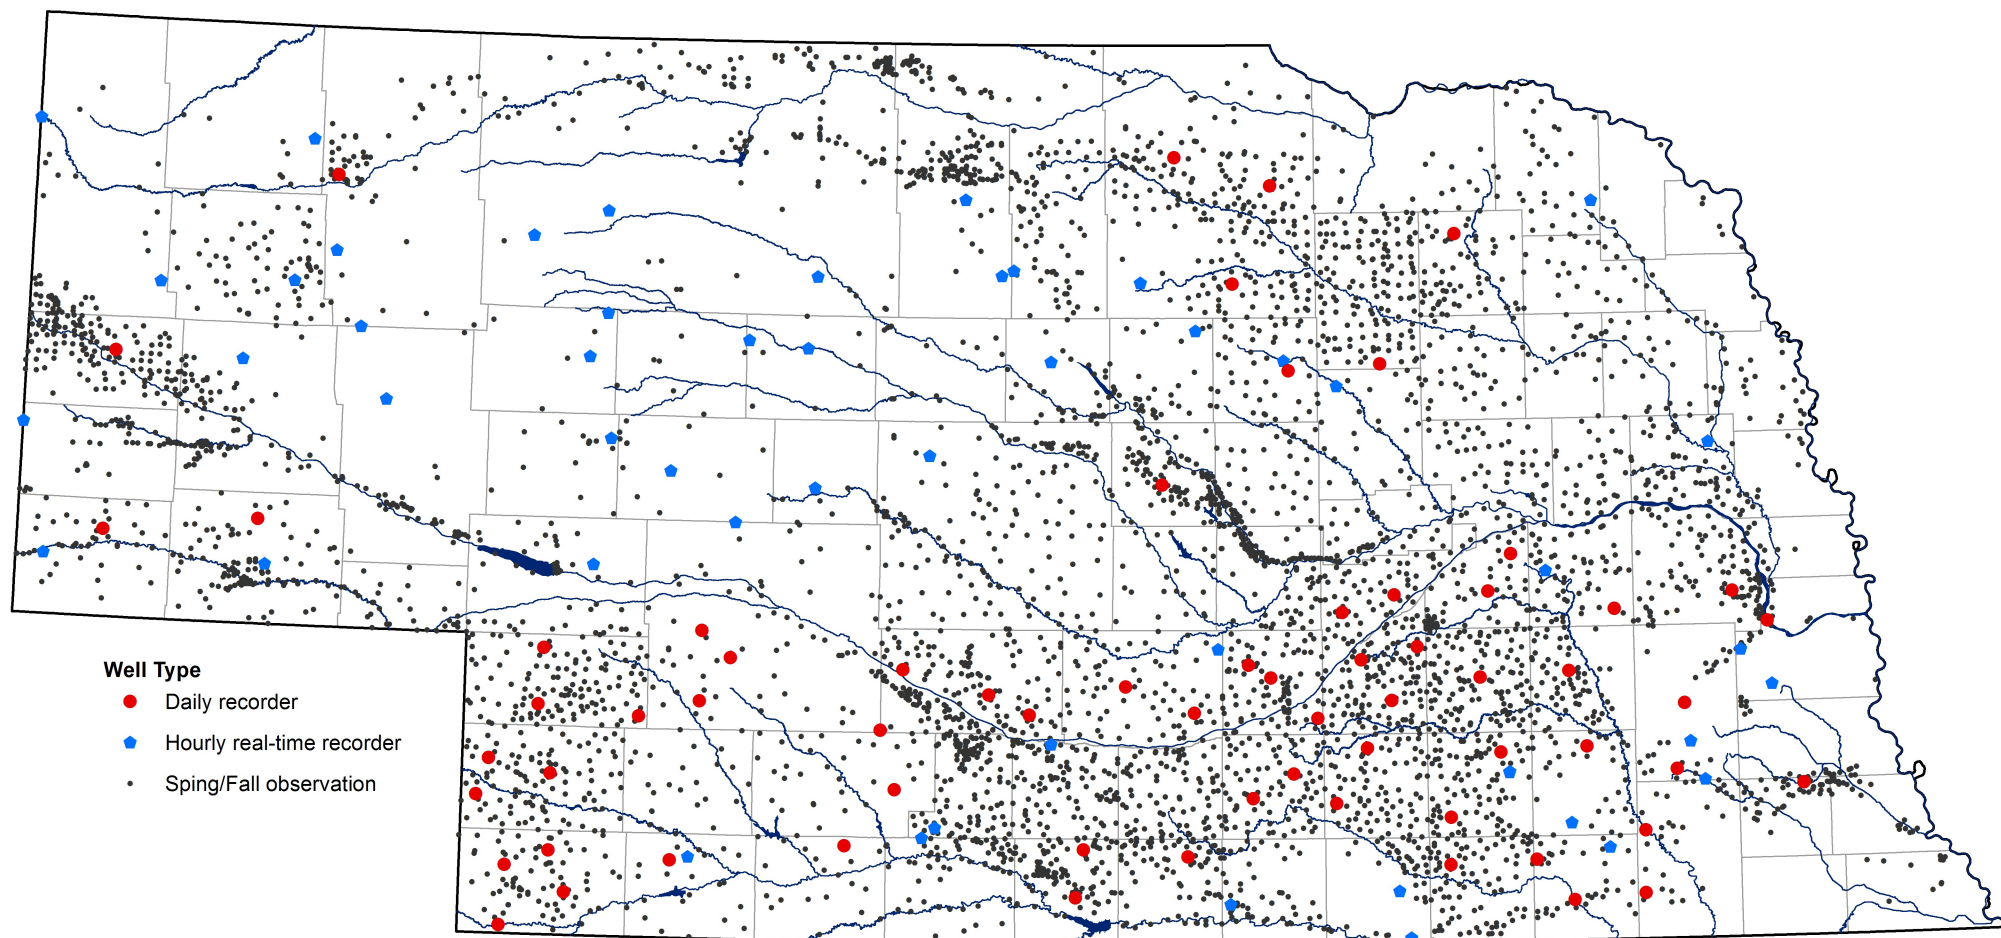 Well Type
Daily recorder
Hourly real-time recorder
Sping/Fall observation